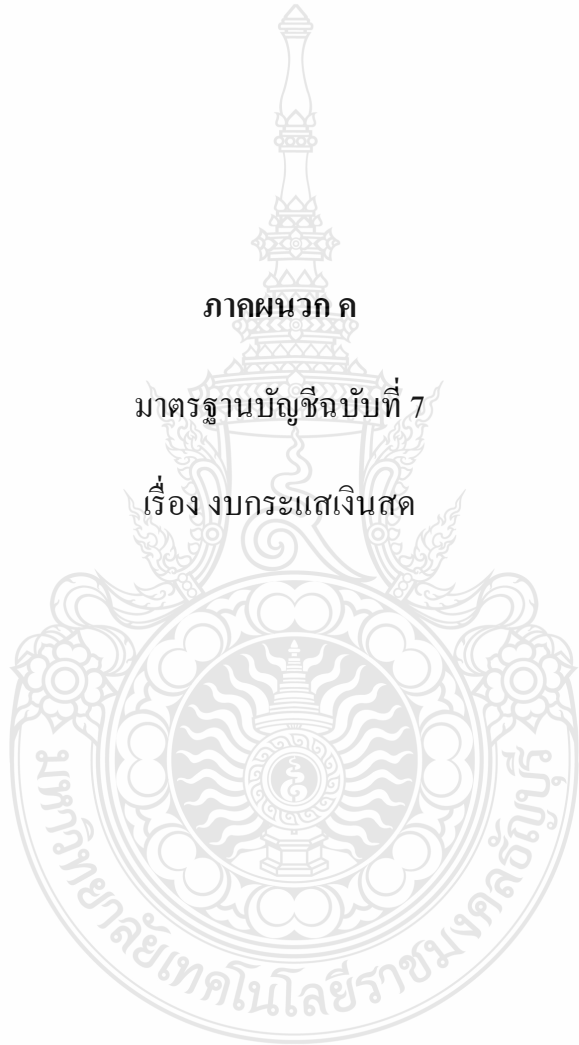 ภาคผนวก ค
มาตรฐานบัญชีฉบับที่ 7
เรื่อง งบกระแสเงินสด
มหาวิทยาลัยเทคโนโลยีราชมงคลธัญบุรี